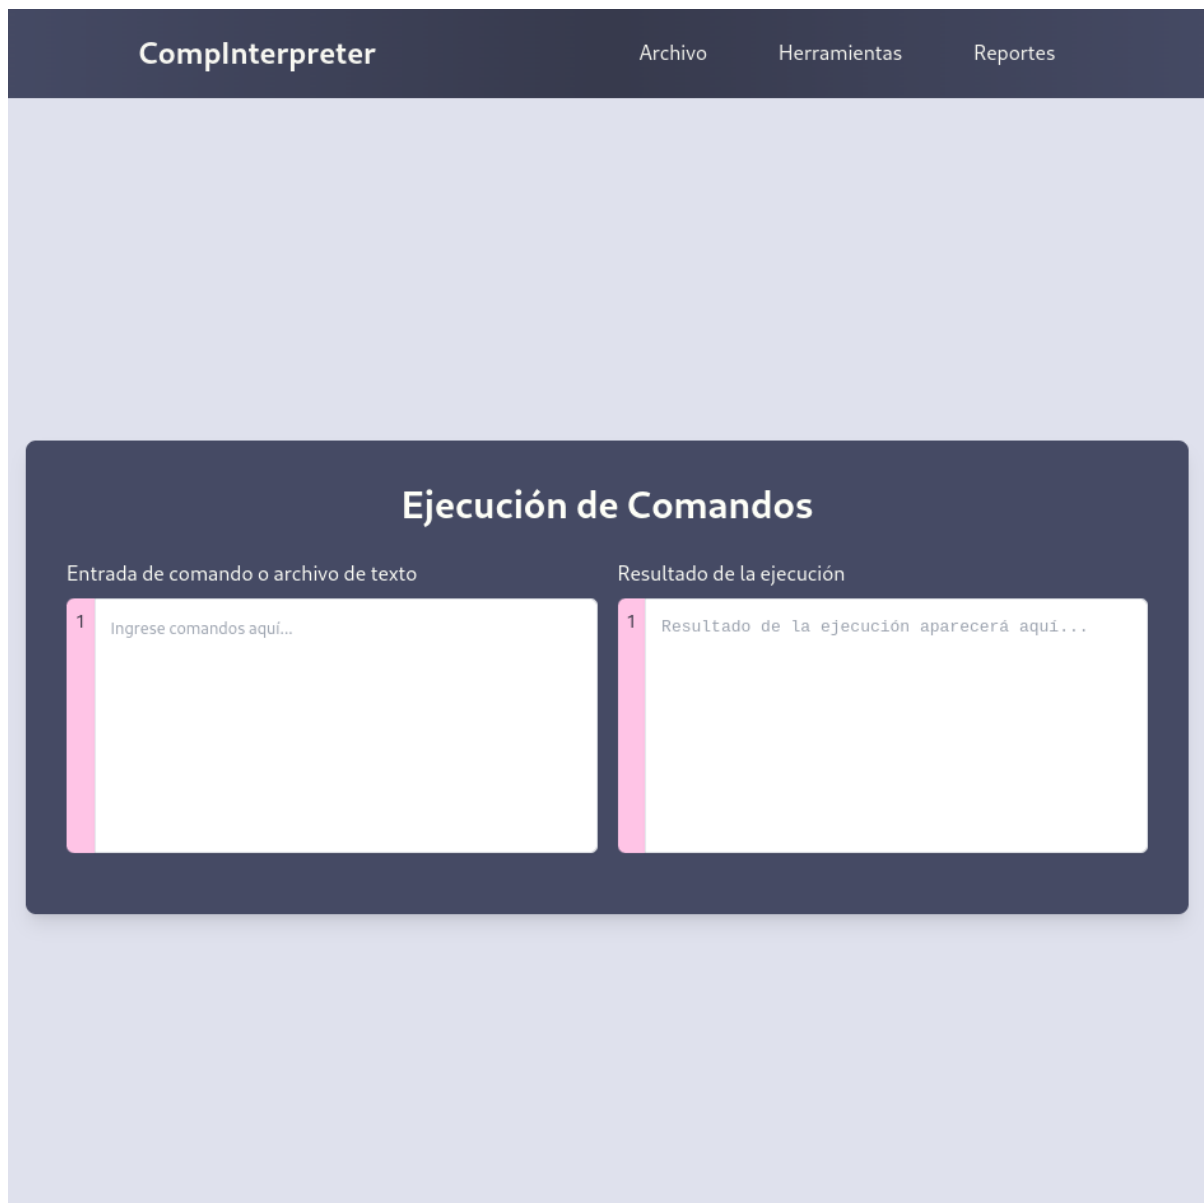 CompInterpreter Archivo Herramientas Reportes
Ejecución de Comandos
Entrada de comando o archivo de texto
1 Ingrese comandos aquí...
Resultado de la ejecución
1 Resultado de la ejecución aparecerá aquí...